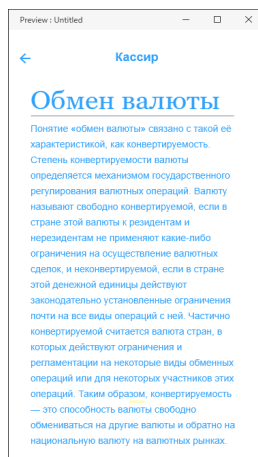 Preview : Untitled
Кассир
Обмен валюты
Понятие «обмен валюты» связано с такой её
характеристикой, как конвертируемость.
Степень конвертируемости валюты
определяется механизмом государственного
регулирования валютных операций. Валюту
называют свободно конвертируемой, если в
стране этой валюты к резидентам и
нерезидентам не применяют какие-либо
ограничения на осуществление валютных
сделок, и неконвертируемой, если в стране
этой денежной единицы действуют
законодательно установленные ограничения
почти на все виды операций с ней. Частично
конвертируемой считается валюта стран, в
которых действуют ограничения и
регламентации на некоторые виды обменных
операций или для некоторых участников этих
операций. Таким образом, конвертируемость
— это способность валюты свободно
обмениваться на другие валюты и обратно на
национальную валюту на валютных рынках.